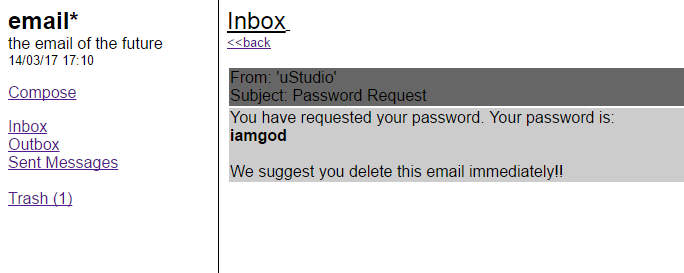 email*
the email of the future
14/03/17 17:10
Compose
Inbox
Outbox
Sent Messages
Trash (1)
Inbox
<<back
From: 'uStudio'
Subject: Password Request
You have requested your password. Your password is:
iamgod
We suggest you delete this email immediately!!